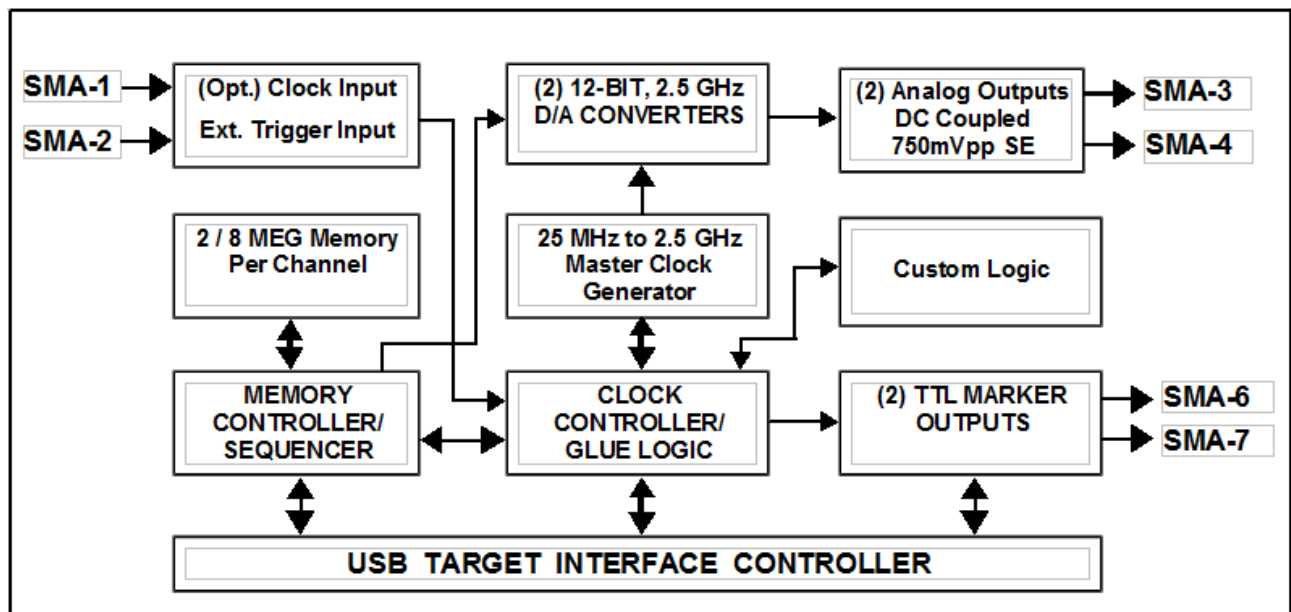 SMA-1
SMA-2
(Opt.) Clock Input
Ext. Trigger Input
(2) 12-BIT, 2.5 GHz
D/A CONVERTERS
(2) Analog Outputs
DC Coupled
750mVpp SE
SMA-3
SMA-4
2 / 8 MEG Memory
Per Channel
25 MHz to 2.5 GHz
Master Clock
Generator
Custom Logic
MEMORY
CONTROLLER/
SEQUENCER
CLOCK
CONTROLLER/
GLUE LOGIC
(2) TTL MARKER
OUTPUTS
SMA-6
SMA-7
USB TARGET INTERFACE CONTROLLER